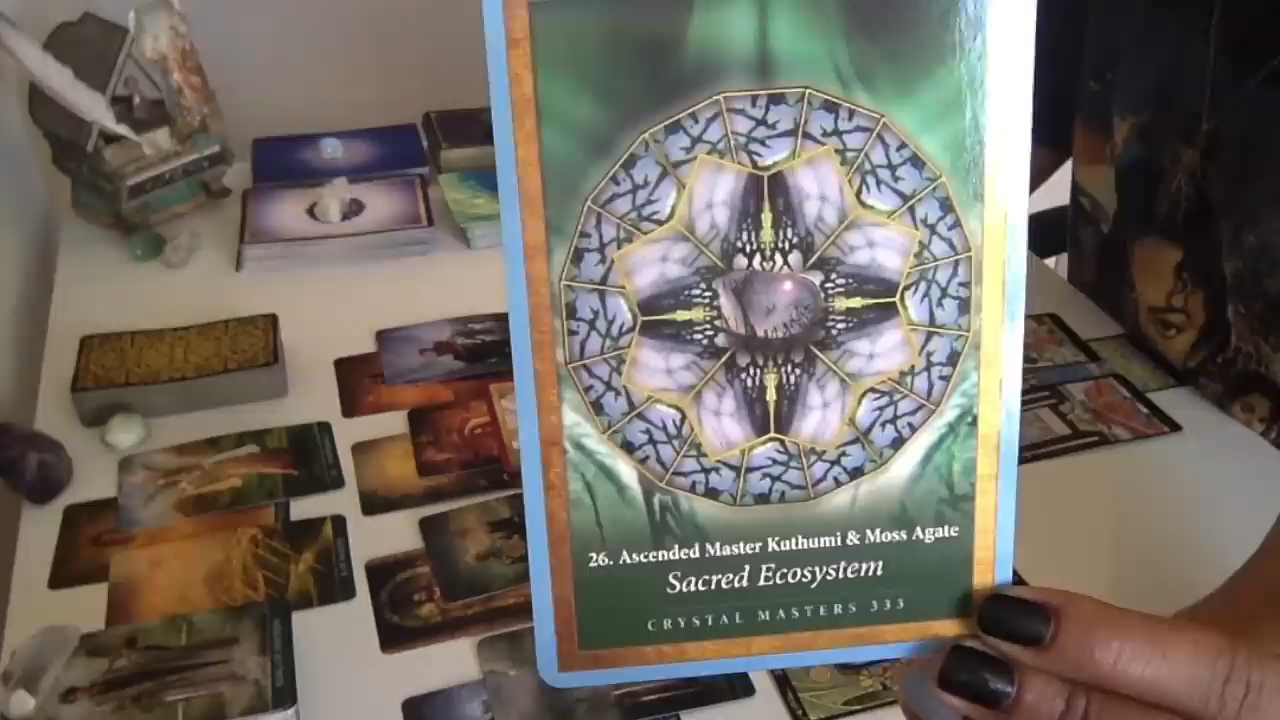 26. Ascended Master Kuthumi & Moss Agate
Sacred Ecosystem
CRYSTAL MASTERS 333